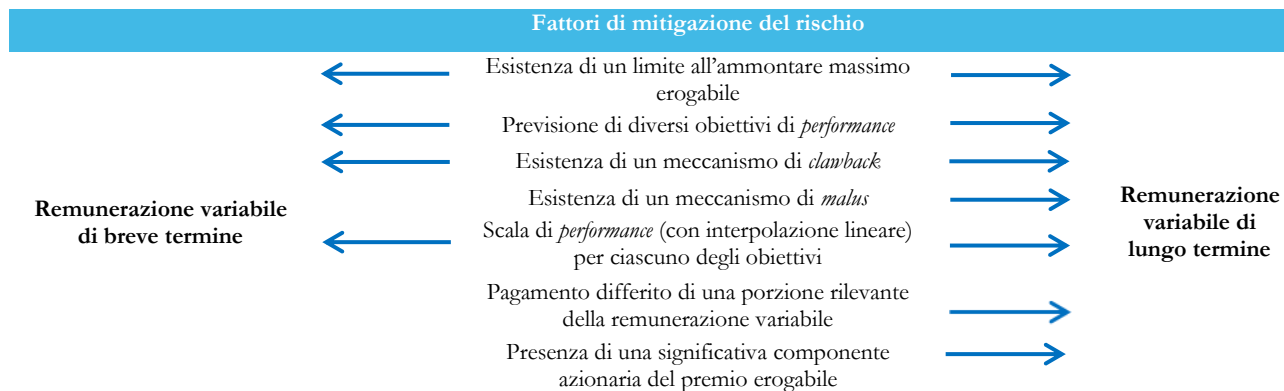 Fattori di mitigazione del rischio
Esistenza di un limite all’ammontare massimo
erogabile
Previsione di diversi obiettivi di performance
Esistenza di un meccanismo di clawback
Esistenza di un meccanismo di malus
Scala di performance (con interpolazione lineare)
per ciascuno degli obiettivi
Pagamento differito di una porzione rilevante
della remunerazione variabile
Presenza di una significativa componente
azionaria del premio erogabile
Remunerazione variabile
di breve termine
Remunerazione
variabile di
lungo termine